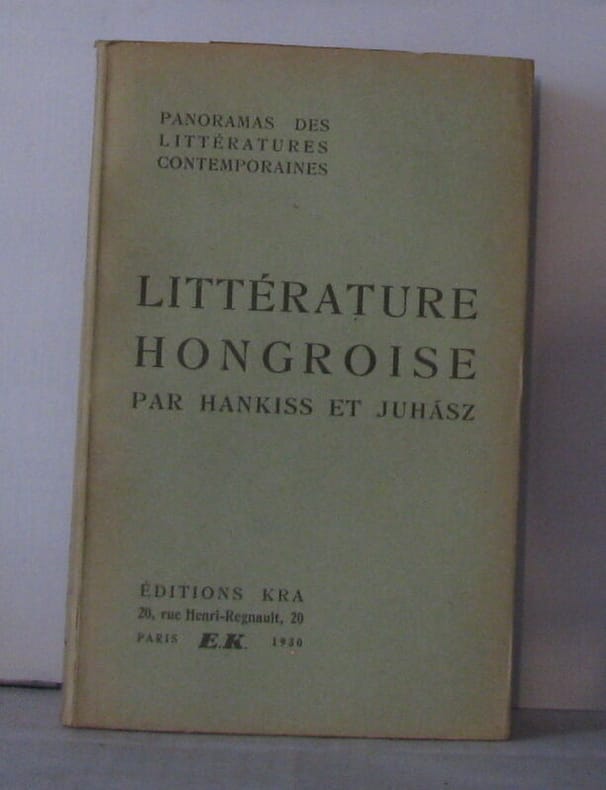 PANORAMAS DES
LITTÉRATURES
CONTEMPORAINES
LITTÉRATURE
HONGROISE
PAR HANKISS ET JUHÁSZ
ÉDITIONS KRA
20, rue Henri-Regnault, 20
PARIS E.K. 1930